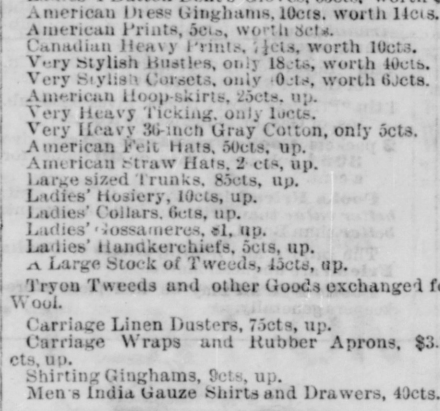 American Dress Ginghams, 10cts. worth 14cts.
American Prints, 5cts, worth 8cts.
Canadian Heavy Prints, worth 10cts.
Very Stylish Bustles, only 18cts, worth 40cts.
Very Stylish Corsets, only worth 60cts.
American Hoop-skirts, 25cts, up.
Very Heavy Ticking, only
Very Heavy 36-inch Gray Cotton, only 5cts.
American Felt Hats, 50cts, up.
American Straw Hats, cts, up.
Large sized Trunks, 85cts, up.
Ladies' Hosiery, 10cts, up.
Ladies' Collars, 6cts, up.
Ladies' Gossameres, $1, up.
Ladies' Handkerchiefs, 5cts, up.
A Large Stock of Tweeds, 45cts, up.
Tryon Tweeds and other Goods exchanged
Wool.
Carriage Linen Dusters, 75cts, up.
Carriage Wraps and Rubber Aprons, $3.
cts, up.
Shirting Ginghams, 9cts, up.
Men's India Gauze Shirts and Drawers, 40cts.